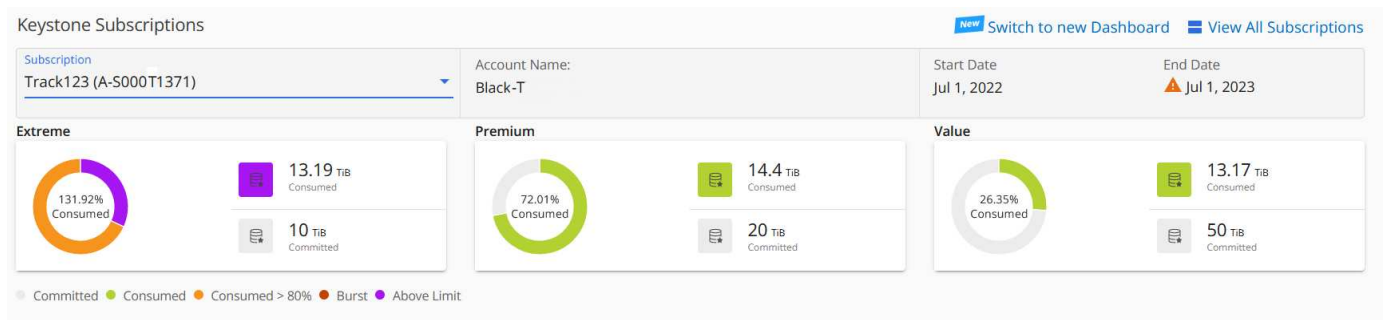 Keystone Subscriptions
New Switch to new Dashboard View All Subscriptions
Subscription
Track123 (A-S000T1371)
Account Name:
Black-T
Start Date
Jul 1, 2022
End Date
Jul 1, 2023
Extreme
131.92%
Consumed
13.19 TiB
Consumed
10 TiB
Committed
Premium
72.01%
Consumed
14.4 TiB
Consumed
20 TiB
Committed
Value
26.35%
Consumed
13.17 TiB
Consumed
50 TiB
Committed
Committed Consumed Consumed > 80% Burst Above Limit